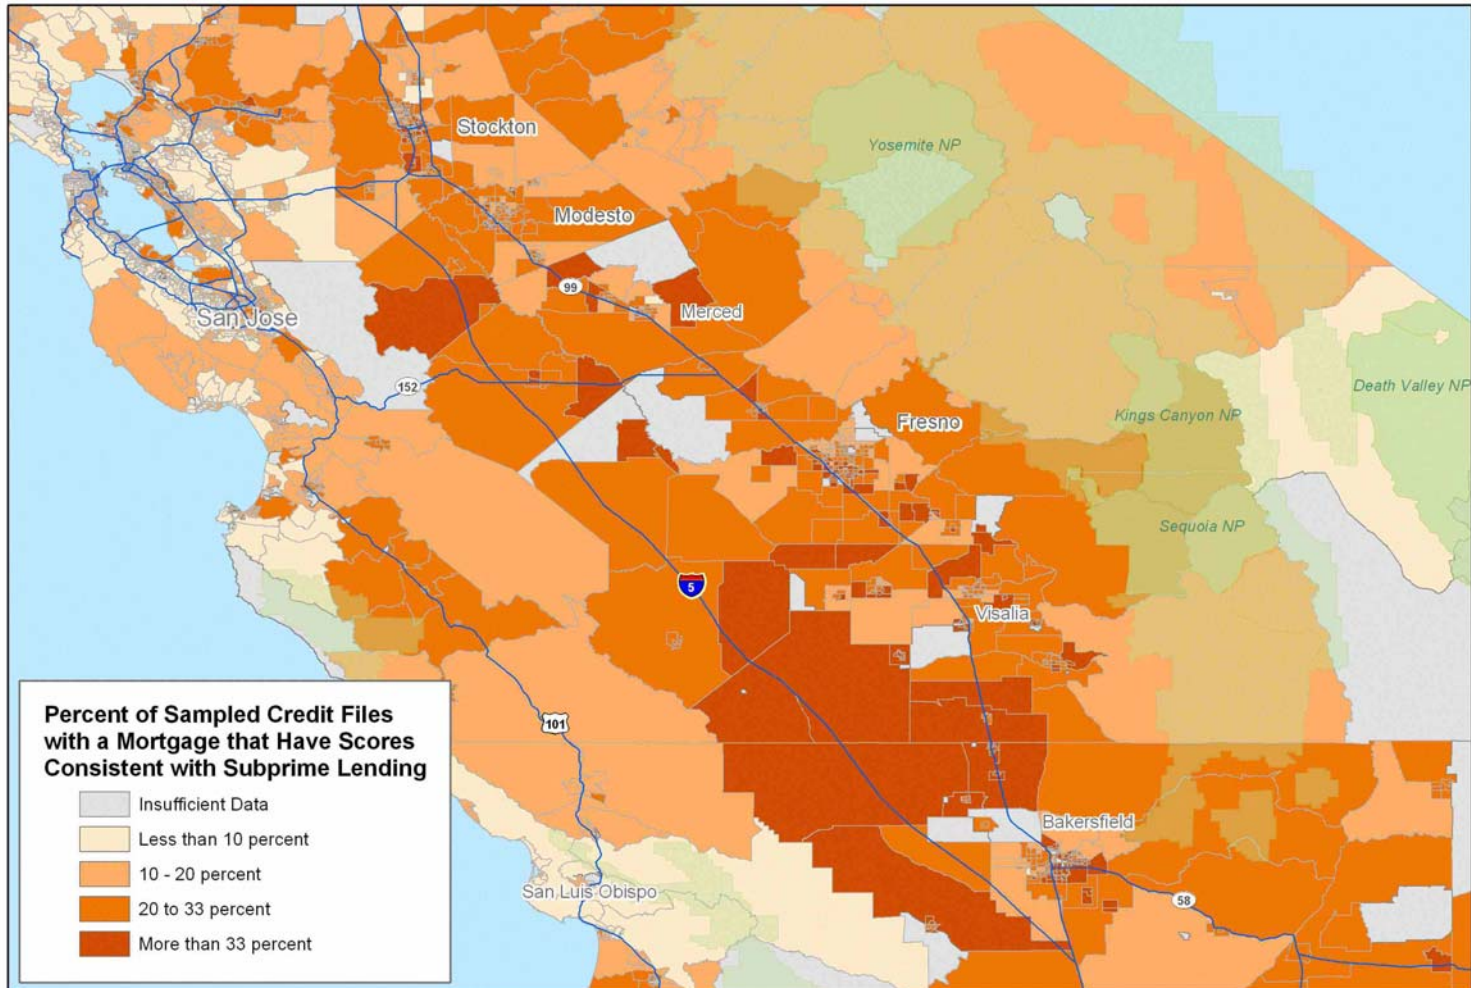 Stockton
Yosemite NP
Modesto
99
Merced
San Jose
152
Death Valley NP
Kings Canyon NP
Fresno
Sequoia NP
5
Visalia
101
Percent of Sampled Credit Files
with a Mortgage that Have Scores
Consistent with Subprime Lending
Insufficient Data
Less than 10 percent
10 - 20 percent
20 to 33 percent
More than 33 percent
Bakersfield
San Luis Obispo
58